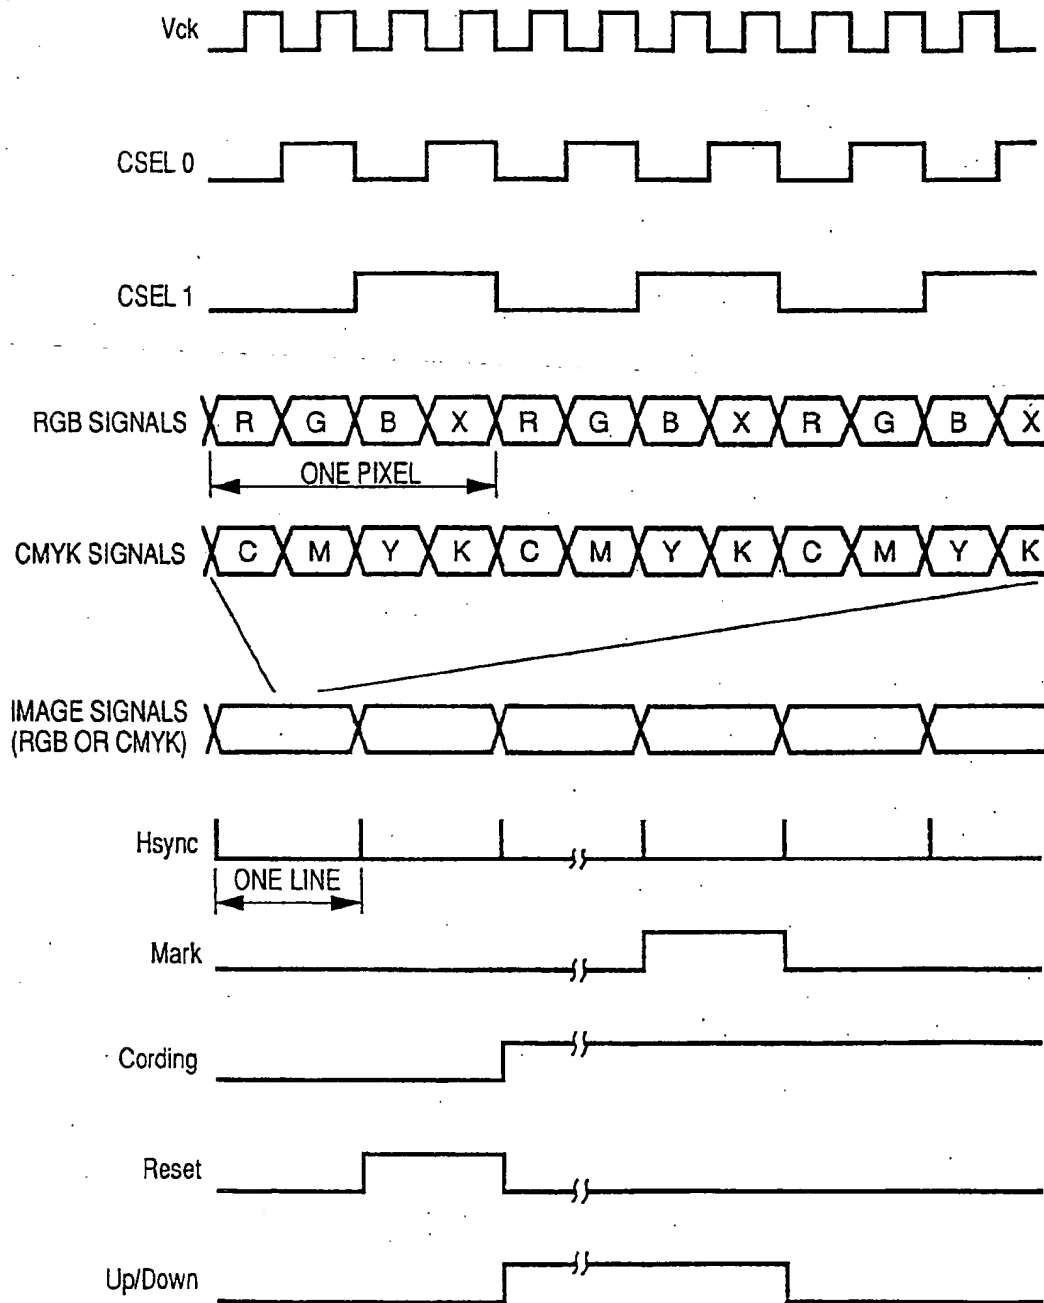 Vck
CSEL 0
CSEL 1
RGB SIGNALS R G B X R G B X R G B X
ONE PIXEL
CMYK SIGNALS C M Y K C M Y K C M Y K
IMAGE SIGNALS
(RGB OR CMYK)
Hsync
ONE LINE
Mark
Cording
Reset
Up/Down